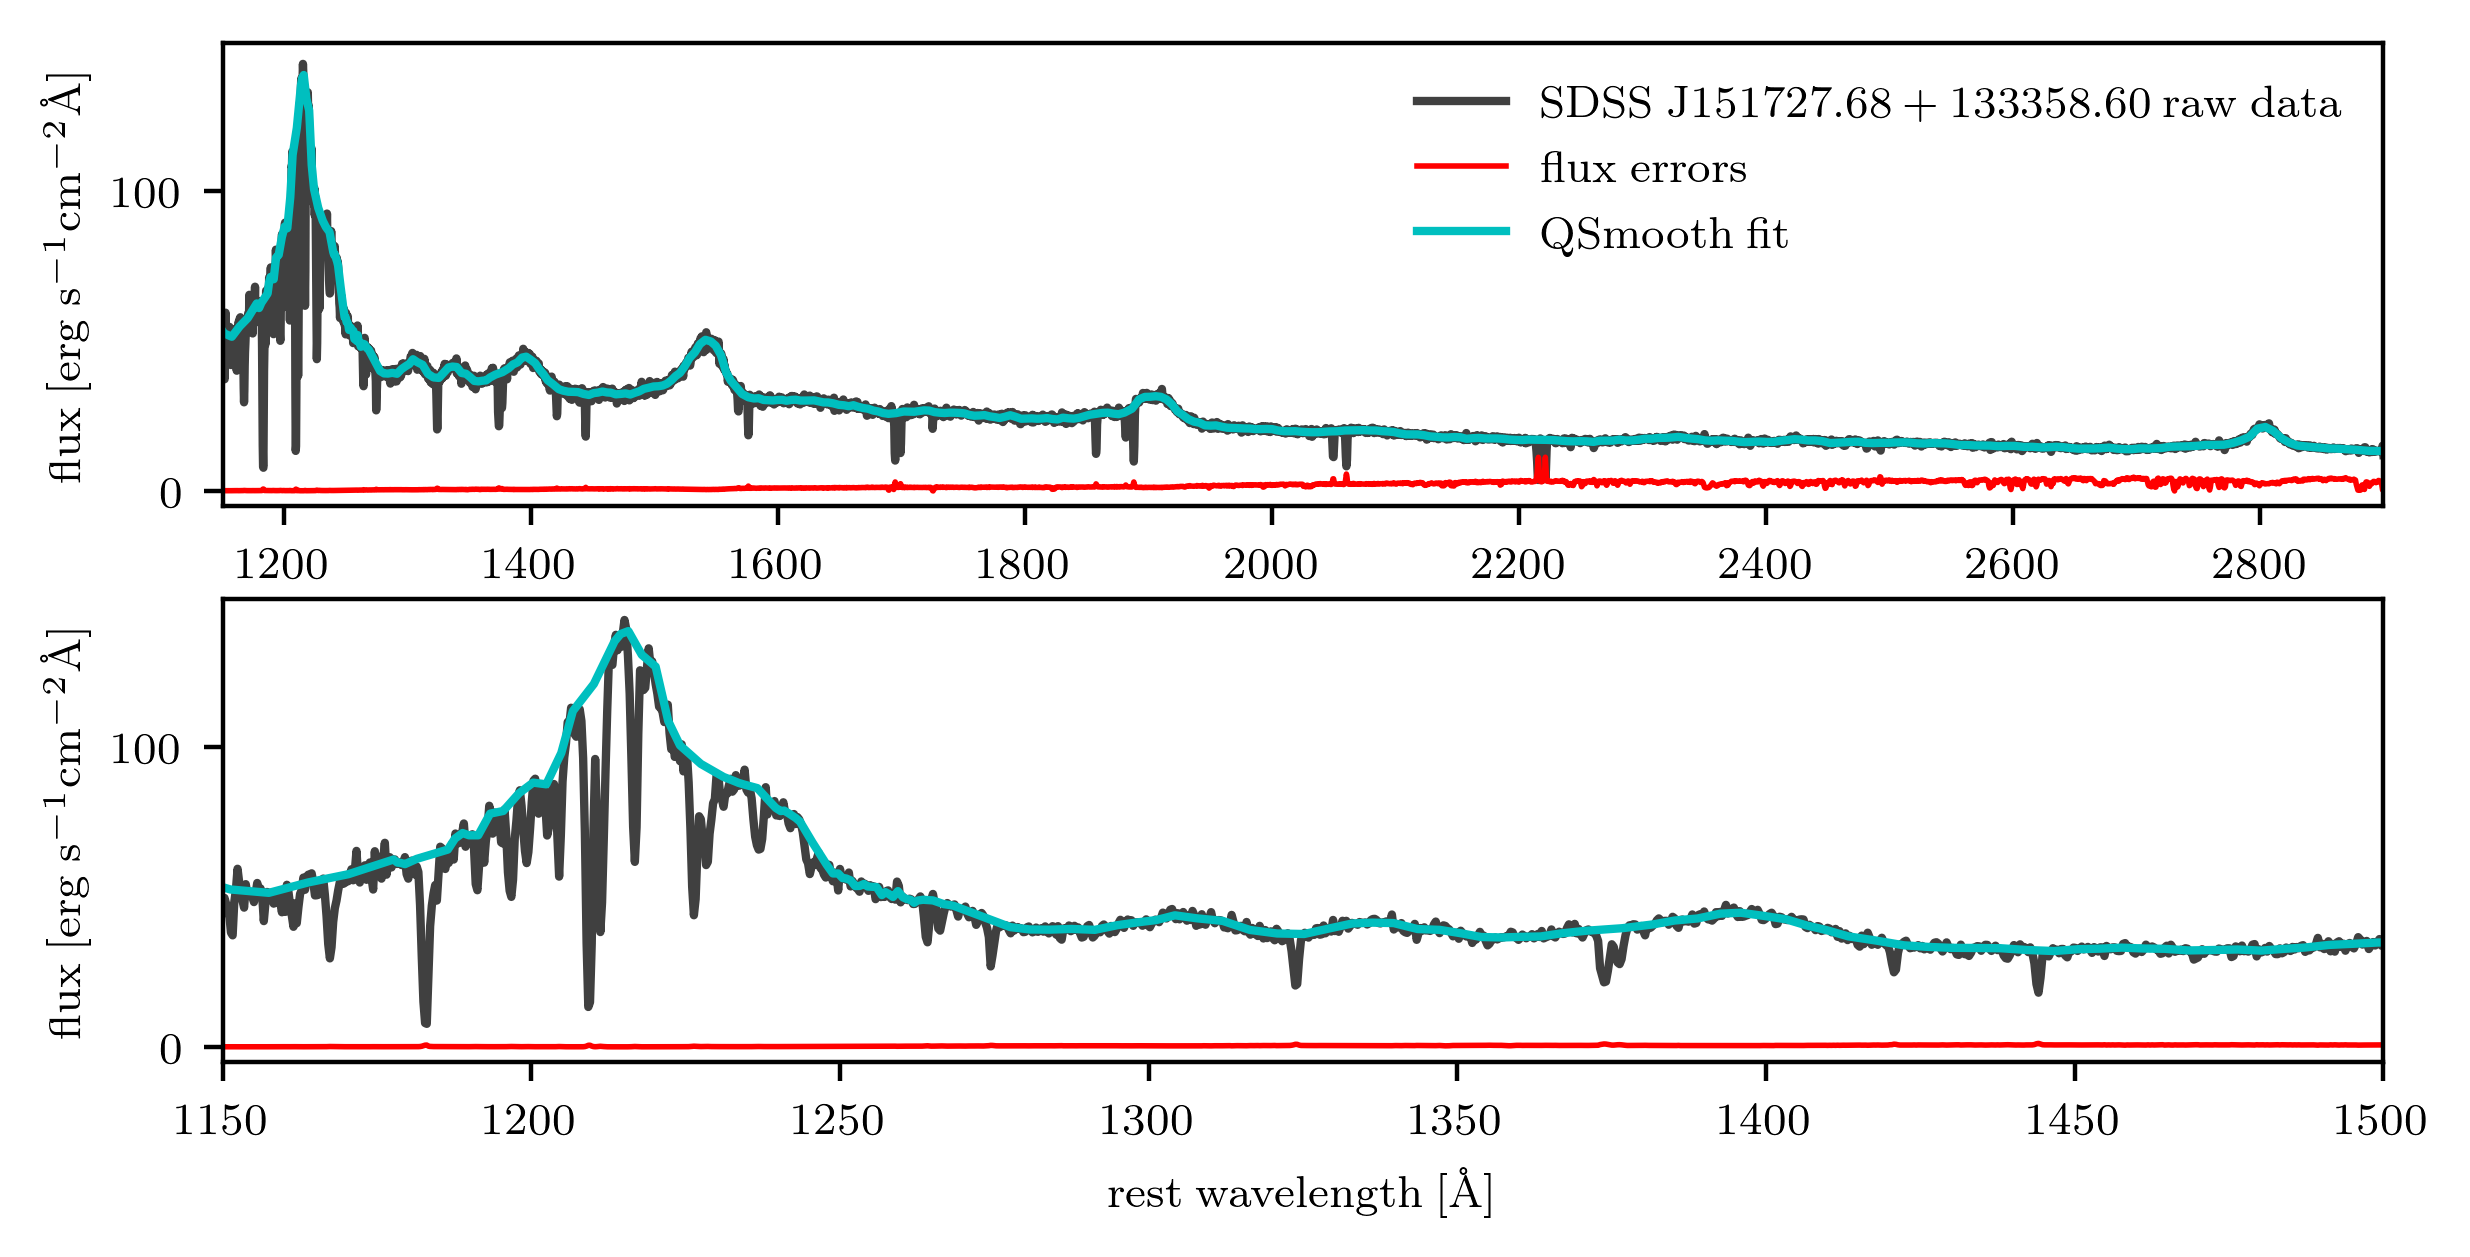 flux [erg s⁻¹cm⁻²Å]
100
0
SDSS J151727.68 + 133358.60 raw data
flux errors
QSmooth fit
1200 1400 1600 1800 2000 2200 2400 2600 2800
flux [erg s⁻¹cm⁻²Å]
100
0
1150 1200 1250 1300 1350 1400 1450 1500
rest wavelength [Å]